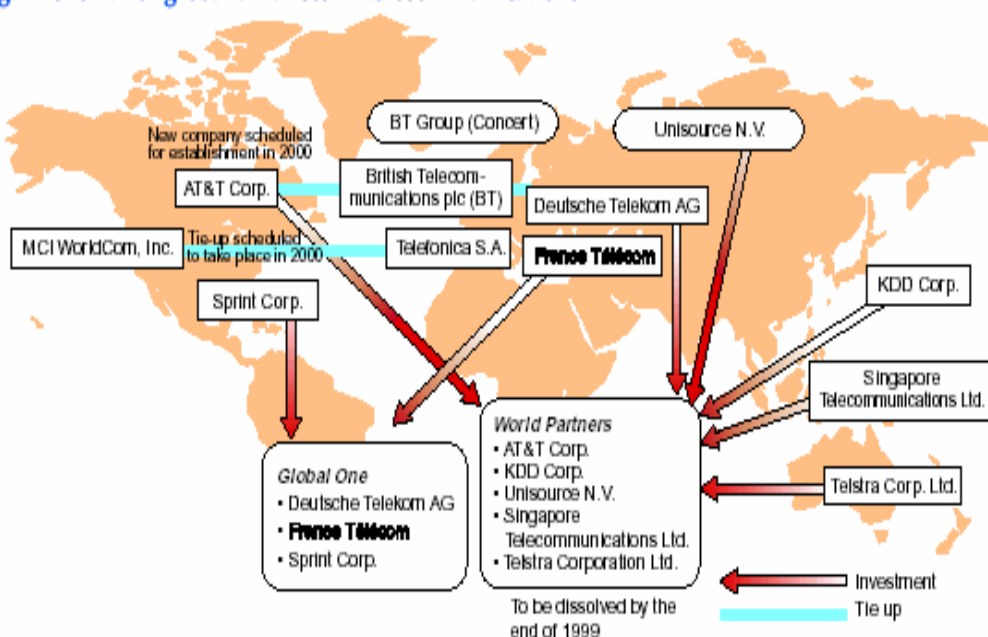 BT Group (Concert)
Unisource N.V.
New company scheduled
for establishment in 2000
AT&T Corp.
British Telecom-
munications plc (BT)
Deutsche Telekom AG
MCI WorldCom, Inc.
Tie-up scheduled
to take place in 2000
Telefonica S.A.
France Télécom
KDD Corp.
Sprint Corp.
Singapore
Telecommunications Ltd.
Telstra Corp. Ltd.
Global One
• Deutsche Telekom AG
• France Télécom
• Sprint Corp.
World Partners
• AT&T Corp.
• KDD Corp.
• Unisource N.V.
• Singapore
Telecommunications Ltd.
• Telstra Corporation Ltd.
To be dissolved by the
end of 1999
Investment
Tie up